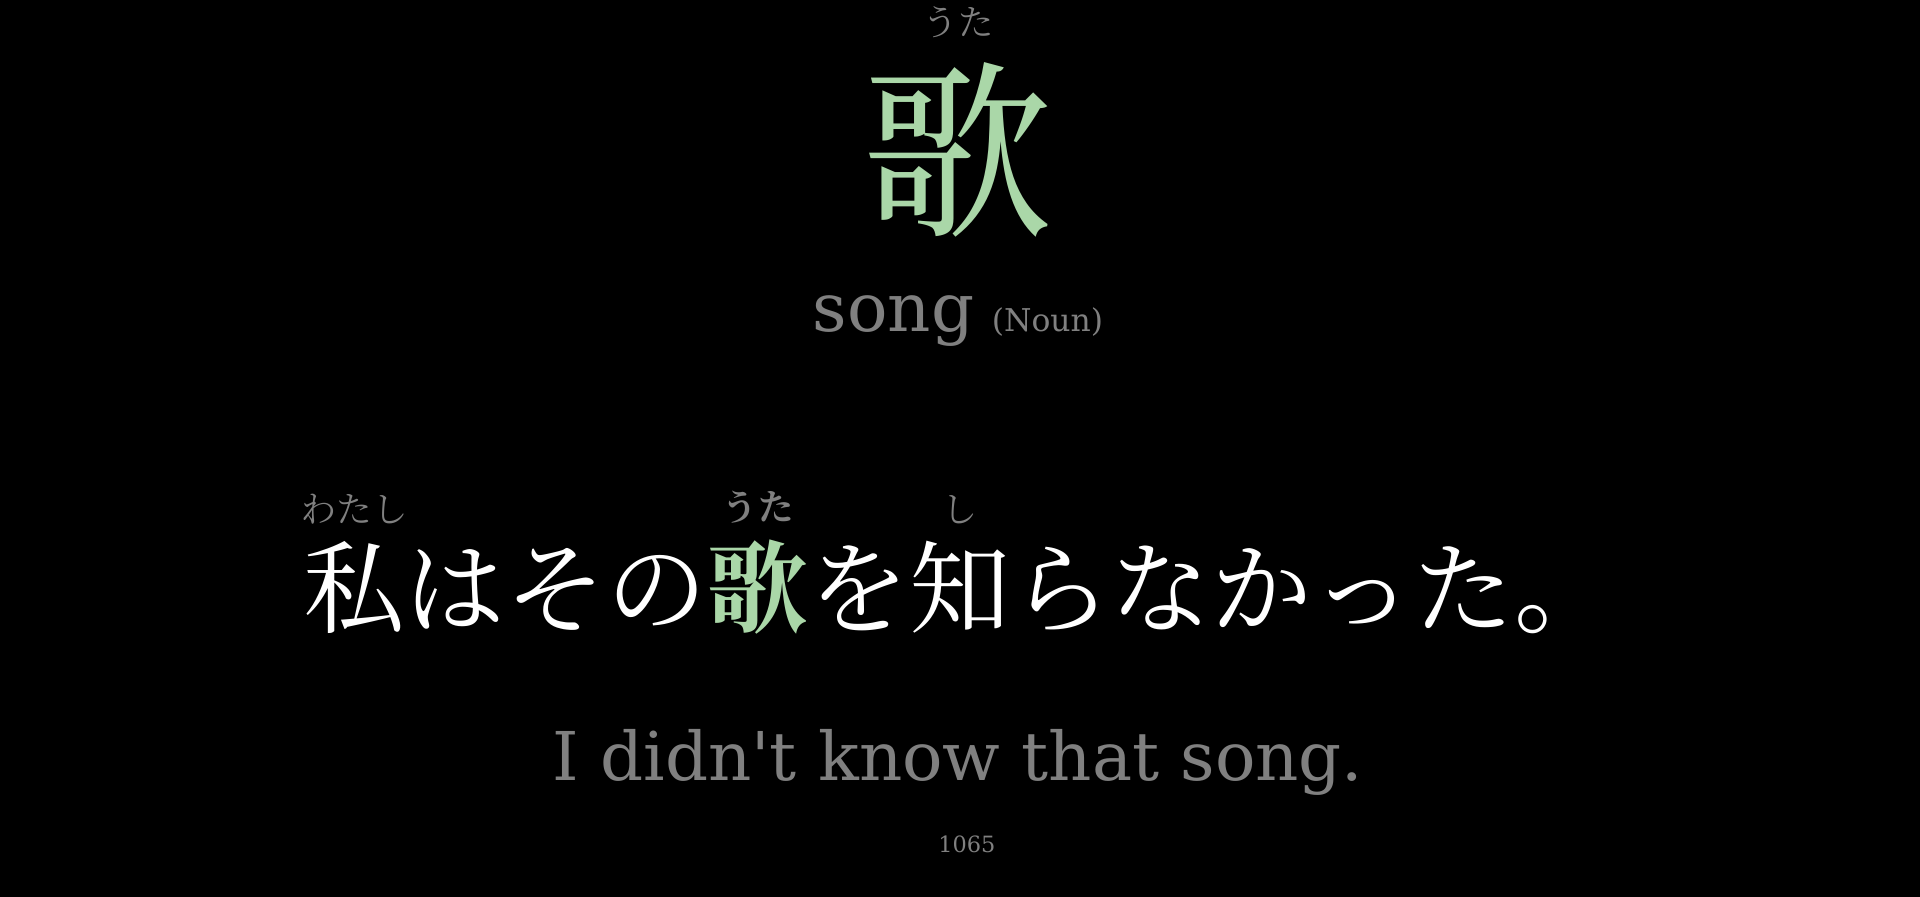 うた
歌
song (Noun)
わたし うた し
私はその歌を知らなかった。
I didn't know that song.
1065